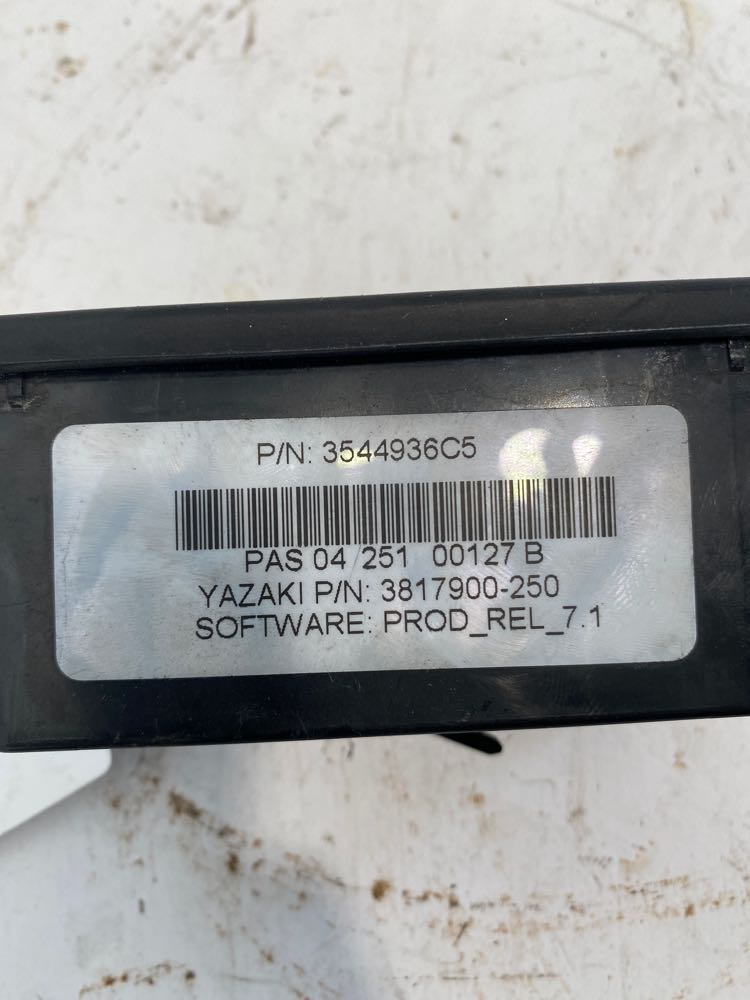 P/N: 3544936C5
PAS 04 251 00127 B
YAZAKI P/N: 3817900-250
SOFTWARE: PROD_REL_7.1